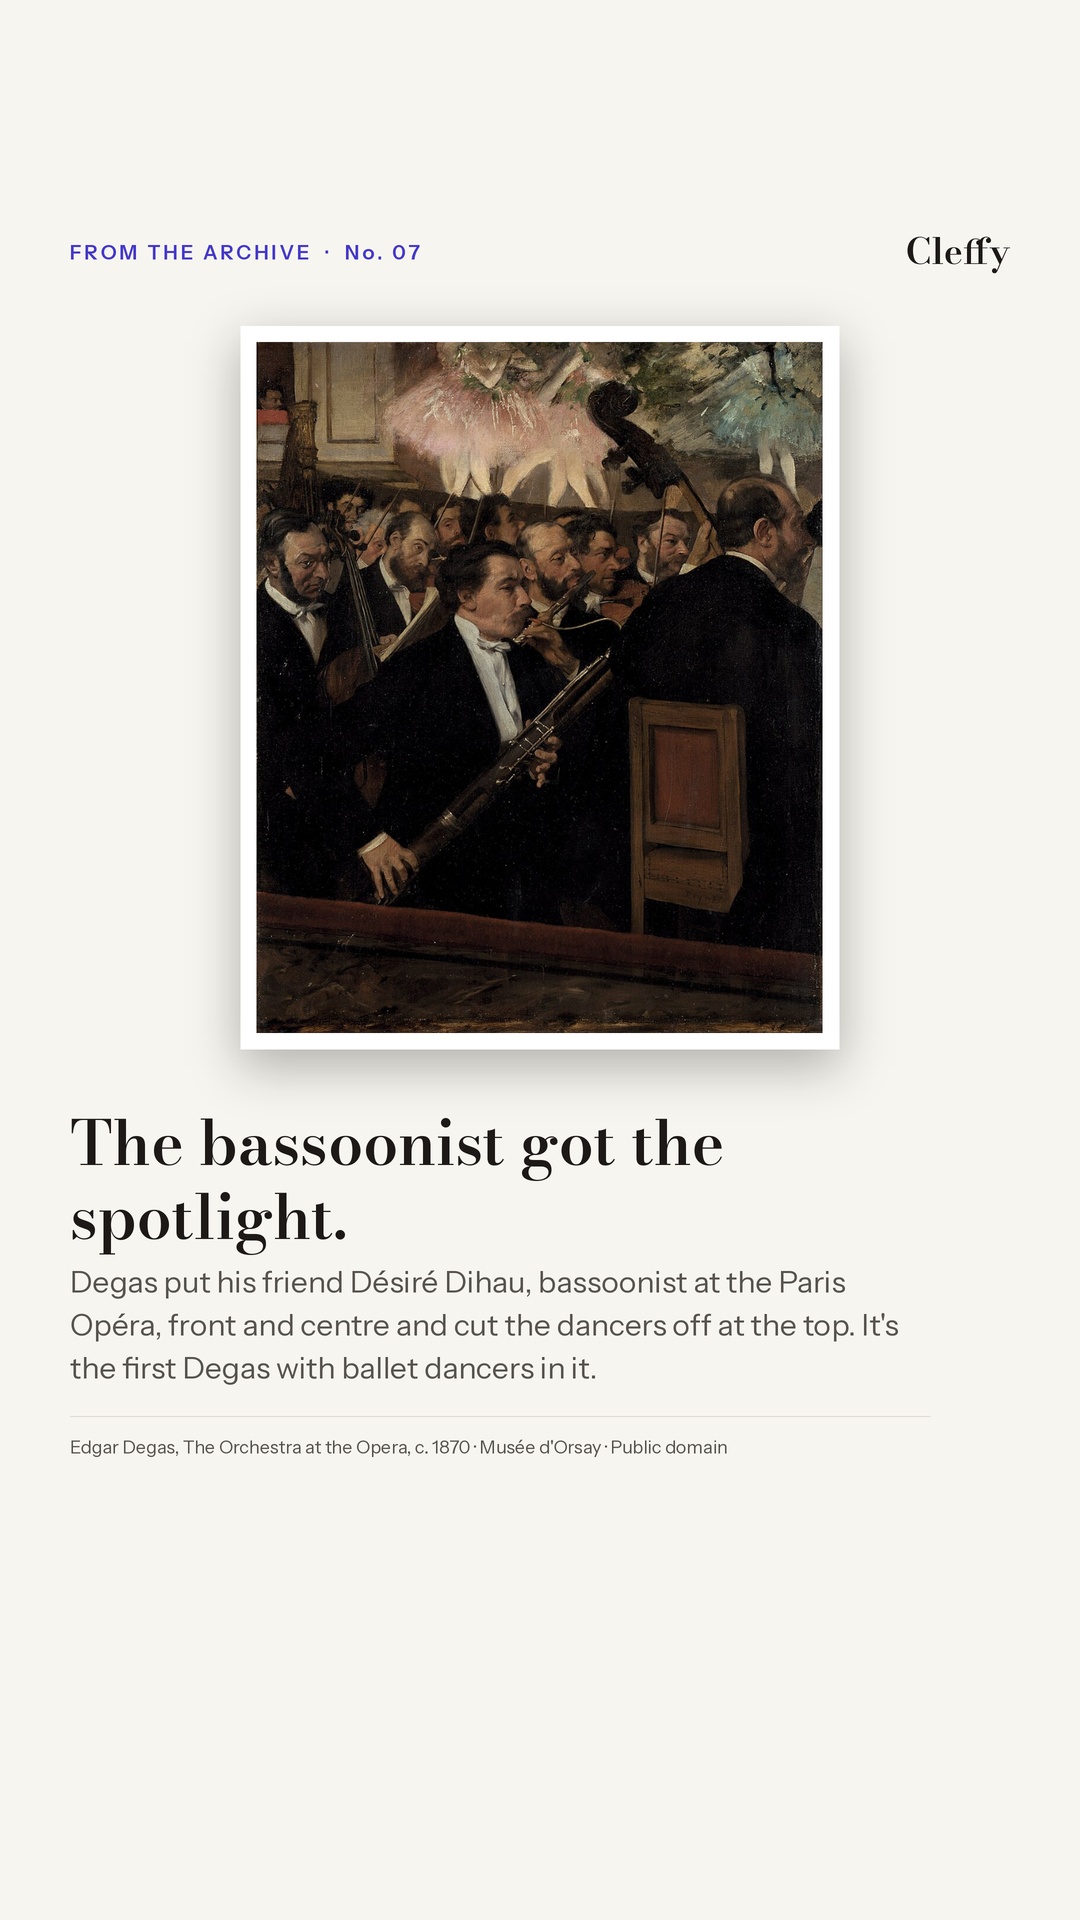 FROM THE ARCHIVE · No. 07
Cleffy
The bassoonist got the
spotlight.
Degas put his friend Désiré Dihau, bassoonist at the Paris
Opéra, front and centre and cut the dancers off at the top. It's
the first Degas with ballet dancers in it.
Edgar Degas, The Orchestra at the Opera, c. 1870 · Musée d'Orsay · Public domain